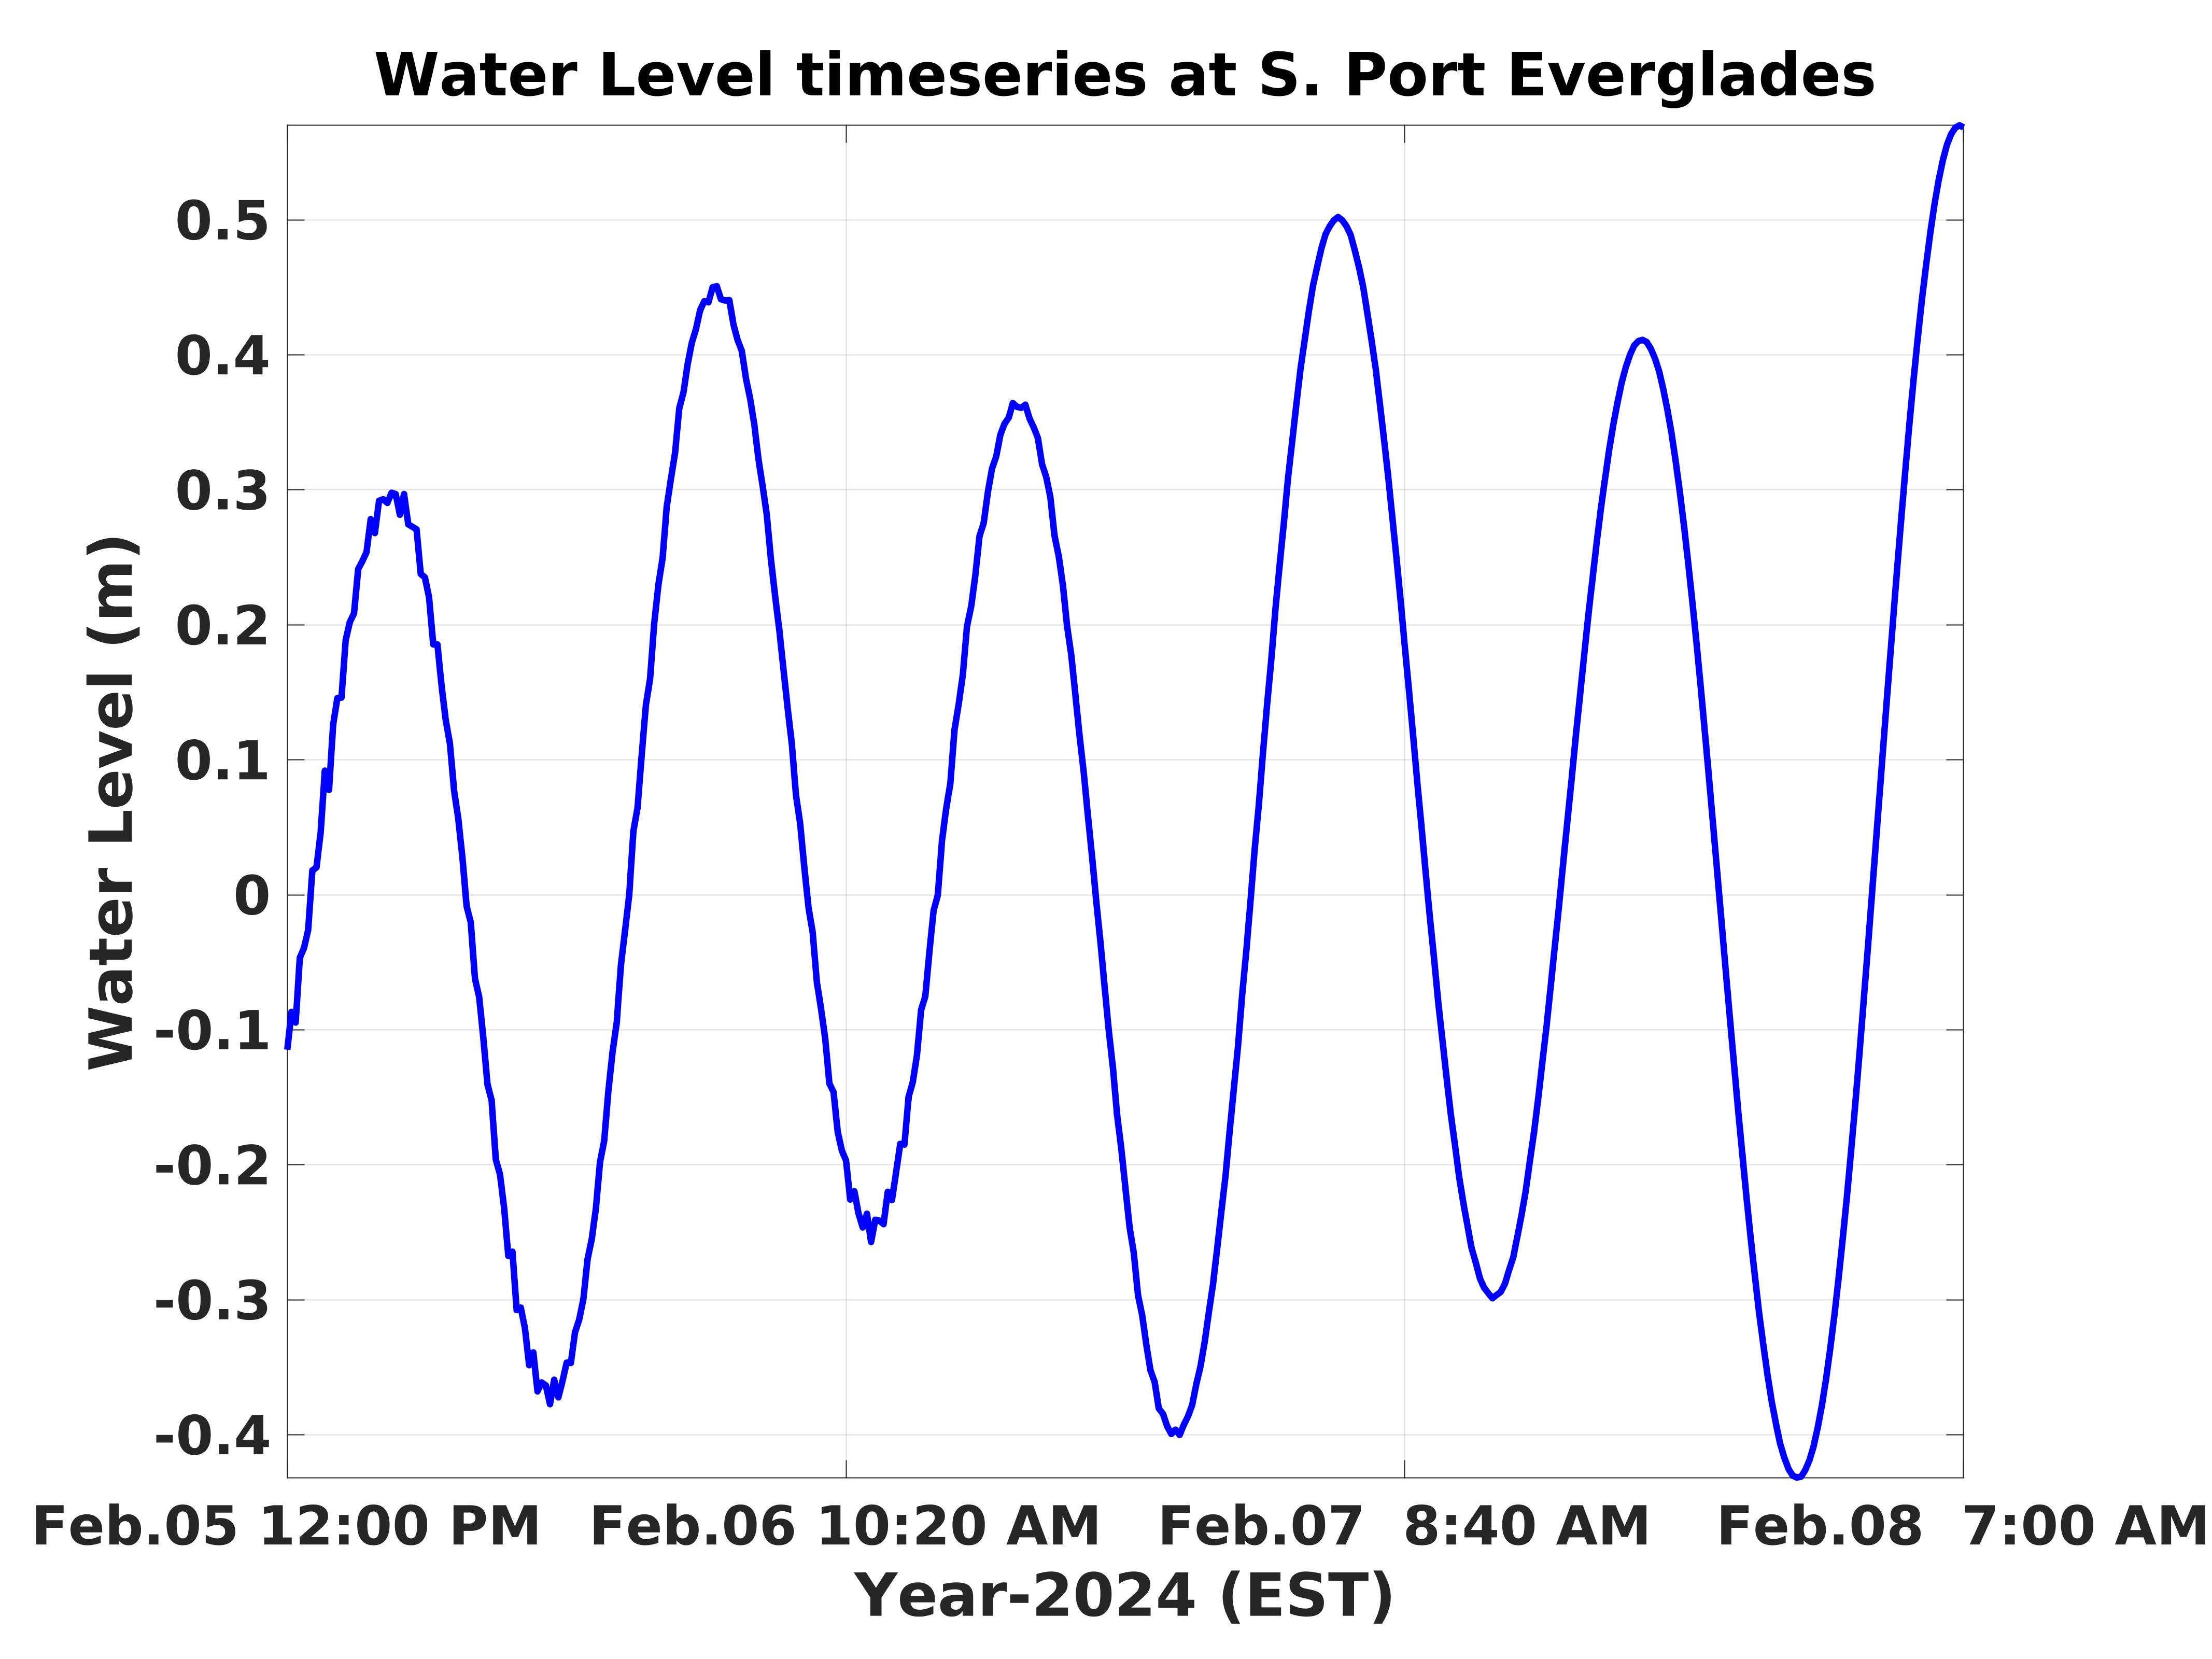 Water Level timeseries at S. Port Everglades
Water Level (m)
0.5
0.4
0.3
0.2
0.1
0
-0.1
-0.2
-0.3
-0.4
Feb.05 12:00 PM Feb.06 10:20 AM Feb.07 8:40 AM Feb.08 7:00 AM
Year-2024 (EST)